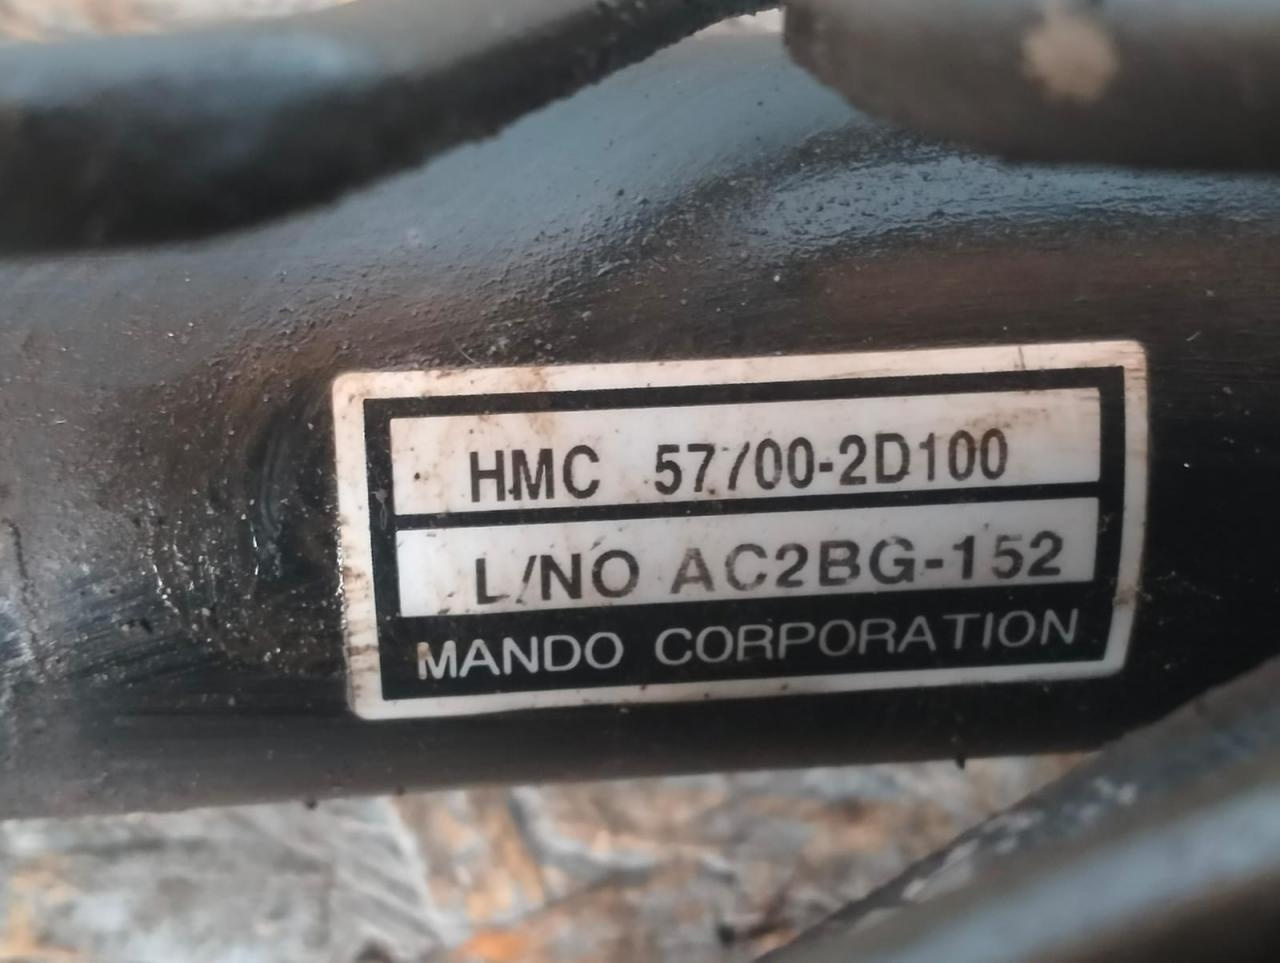 HMC 57700-2D100
L/NO AC2BG-152
MANDO CORPORATION